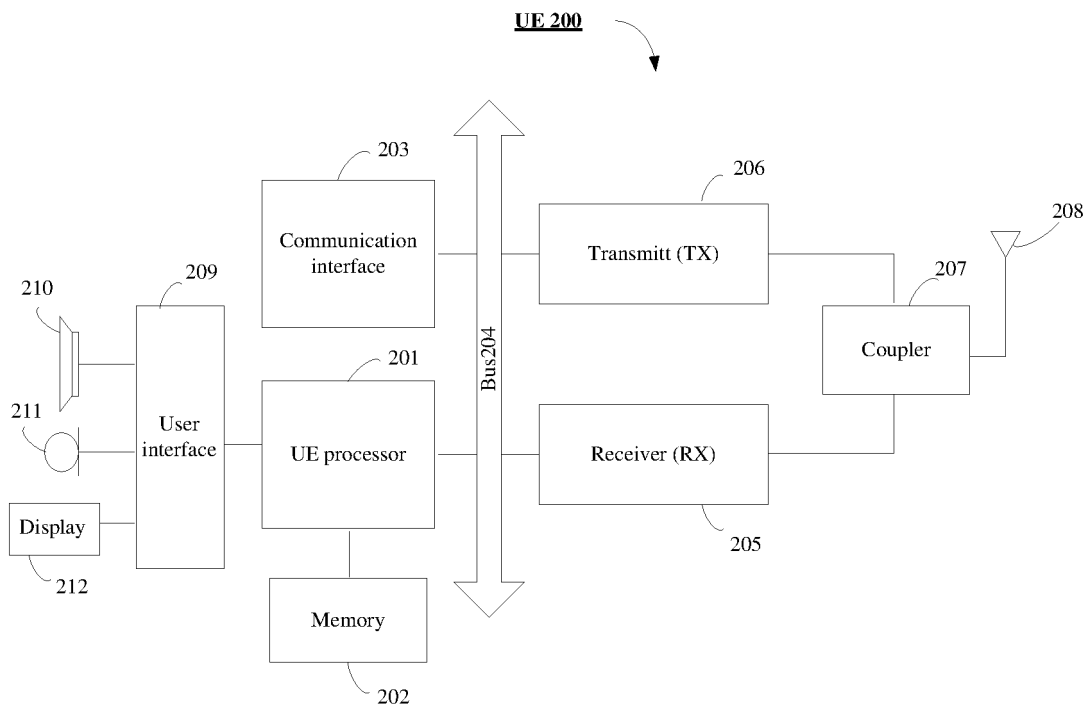 UE 200
203
Communication
interface
206
Transmitt (TX)
208
207
Coupler
209
210
User
interface
211
Display
212
201
UE processor
Bus204
Receiver (RX)
205
Memory
202